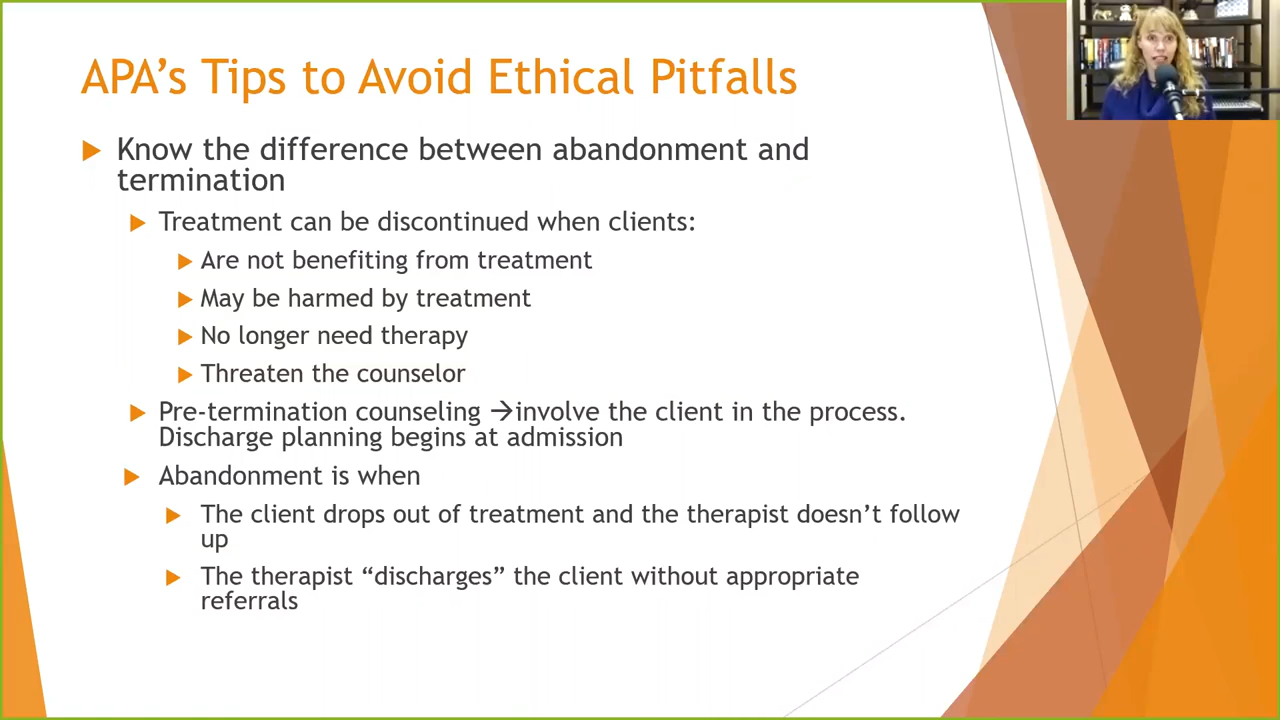 APA’s Tips to Avoid Ethical Pitfalls
Know the difference between abandonment and
termination
Treatment can be discontinued when clients:
Are not benefiting from treatment
May be harmed by treatment
No longer need therapy
Threaten the counselor
Pre-termination counseling →involve the client in the process.
Discharge planning begins at admission
Abandonment is when
The client drops out of treatment and the therapist doesn’t follow
up
The therapist “discharges” the client without appropriate
referrals